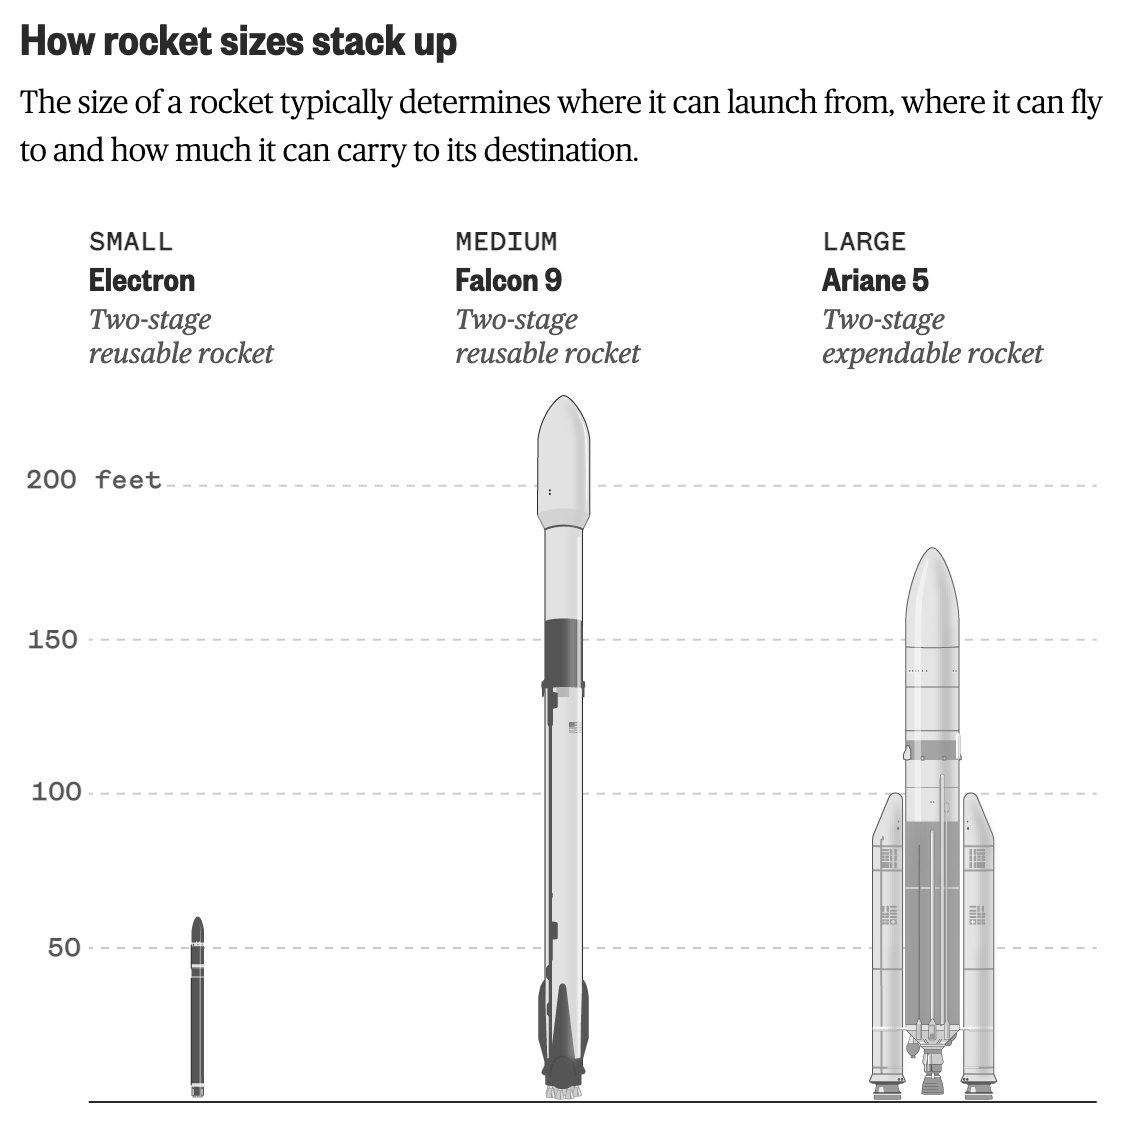 How rocket sizes stack up
The size of a rocket typically determines where it can launch from, where it can fly
to and how much it can carry to its destination.
SMALL
Electron
Two-stage
reusable rocket
MEDIUM
Falcon 9
Two-stage
reusable rocket
LARGE
Ariane 5
Two-stage
expendable rocket
200 feet
150
100
50